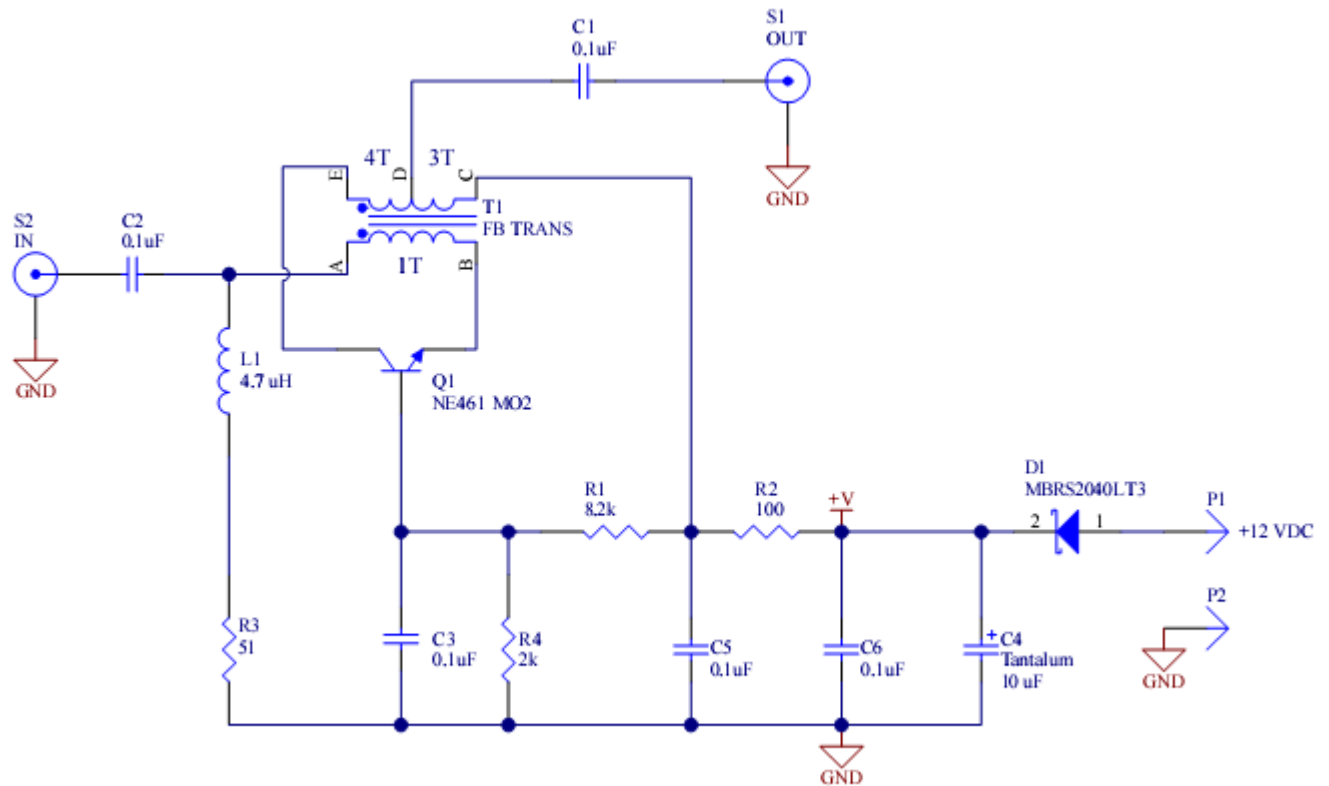 S1
OUT
C1
0.1uF
4T
D
3T
E
C
T1
FB TRANS
S2
IN
C2
0.1uF
A
1T
B
GND
GND
L1
4.7 uH
Q1
NE461 MO2
R1
8.2k
R2
100
+V
D1
MBRS2040LT3
2
1
P1
+12 VDC
P2
R3
51
C3
0.1uF
R4
2k
C5
0.1uF
C6
0.1uF
+
C4
Tantalum
10 uF
GND
GND